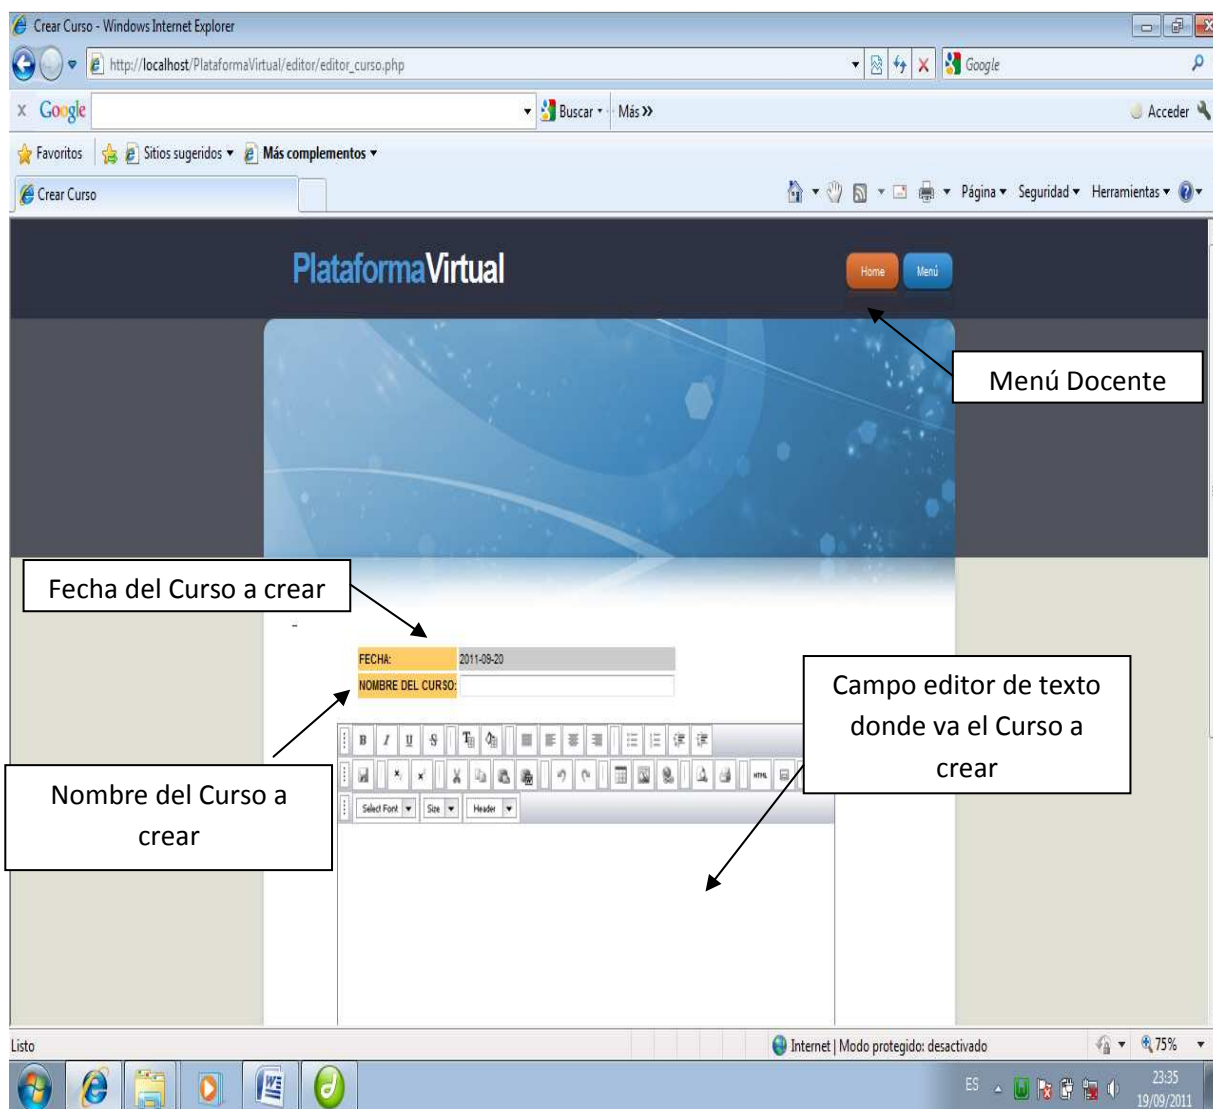 Crear Curso - Windows Internet Explorer
http://localhost/PlataformaVirtual/editor/editor_curso.php
Google
x Google
Buscar
Más »
Acceder
Favoritos
Sitios sugeridos
Más complementos
Crear Curso
Página
Seguridad
Herramientas
PlataformaVirtual
Home
Menú
Menú Docente
Fecha del Curso a crear
FECHA:
2011-09-20
NOMBRE DEL CURSO:
Campo editor de texto
donde va el Curso a
crear
Nombre del Curso a
crear
B I U S
HTML
Select Font
Size
Header
Listo
Internet | Modo protegido: desactivado
75%
ES
23:35
19/09/2011